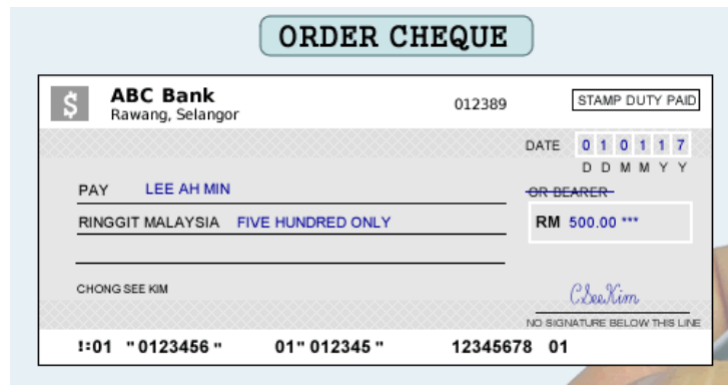 ORDER CHEQUE
$
ABC Bank
Rawang, Selangor
012389
STAMP DUTY PAID
DATE 0 1 0 1 1 7
D D M M Y Y
PAY LEE AH MIN
OR BEARER
RINGGIT MALAYSIA FIVE HUNDRED ONLY
RM 500.00 ***
CHONG SEE KIM
CSeeKim
NO SIGNATURE BELOW THIS LINE
⑆01 "0123456" 01"012345" 12345678 01